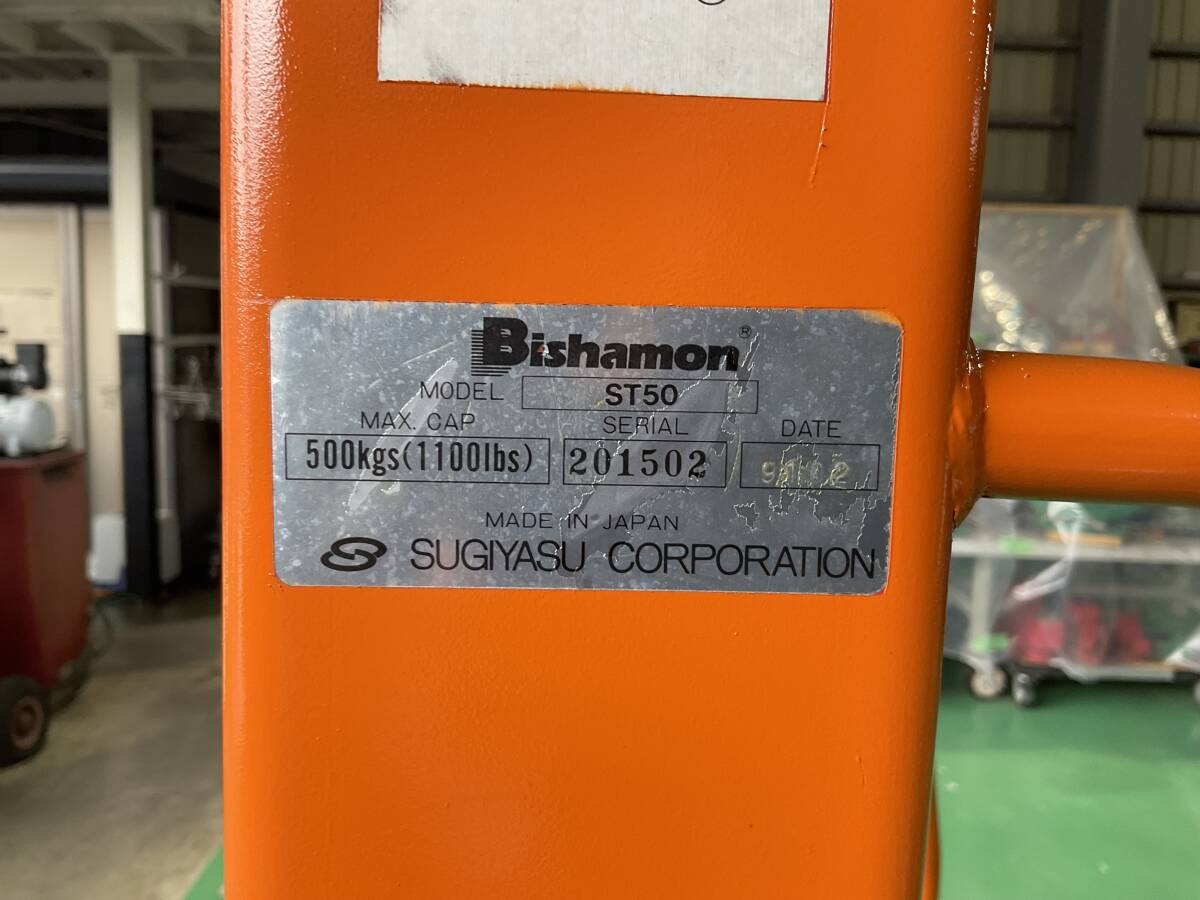 Bishamon®
MODEL ST50
MAX. CAP SERIAL DATE
500kgs(1100lbs) 201502
MADE IN JAPAN
SUGIYASU CORPORATION